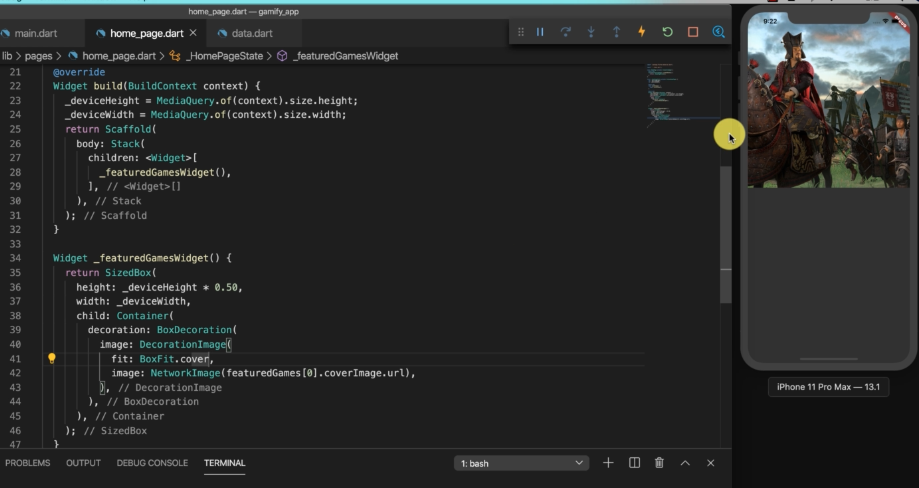 home_page.dart — gamify_app
main.dart
home_page.dart
data.dart
lib > pages > home_page.dart > _HomePageState > _featuredGamesWidget
21 @override
22 Widget build(BuildContext context) {
23 _deviceHeight = MediaQuery.of(context).size.height;
24 _deviceWidth = MediaQuery.of(context).size.width;
25 return Scaffold(
26 body: Stack(
27 children: <Widget>[
28 _featuredGamesWidget(),
29 ], // <Widget>[]
30 ), // Stack
31 ); // Scaffold
32 }
33
34 Widget _featuredGamesWidget() {
35 return SizedBox(
36 height: _deviceHeight * 0.50,
37 width: _deviceWidth,
38 child: Container(
39 decoration: BoxDecoration(
40 image: DecorationImage(
41 fit: BoxFit.cover,
42 image: NetworkImage(featuredGames[0].coverImage.url),
43 ), // DecorationImage
44 ), // BoxDecoration
45 ), // Container
46 ); // SizedBox
47 }
PROBLEMS OUTPUT DEBUG CONSOLE TERMINAL
1: bash
9:22
iPhone 11 Pro Max — 13.1